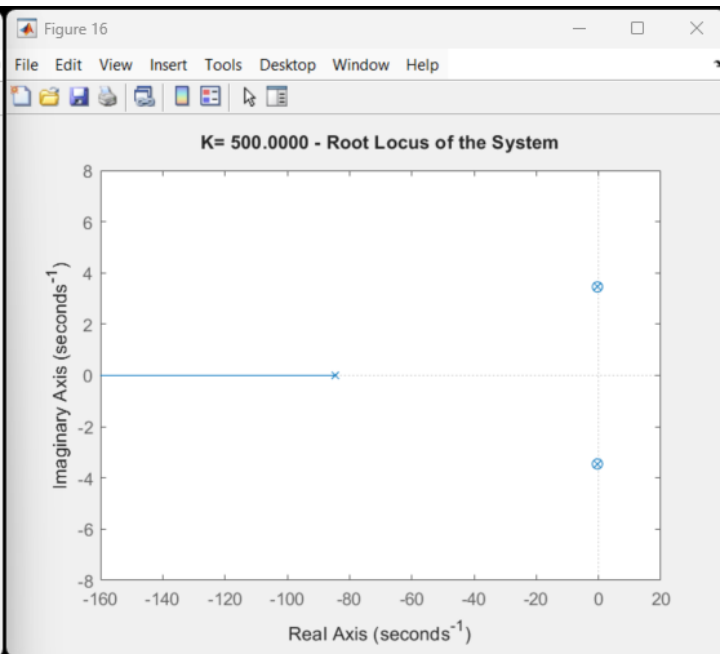 Figure 16
File Edit View Insert Tools Desktop Window Help
K= 500.0000 - Root Locus of the System
8
6
4
2
0
-2
-4
-6
-8
Imaginary Axis (seconds⁻¹)
-160 -140 -120 -100 -80 -60 -40 -20 0 20
Real Axis (seconds⁻¹)